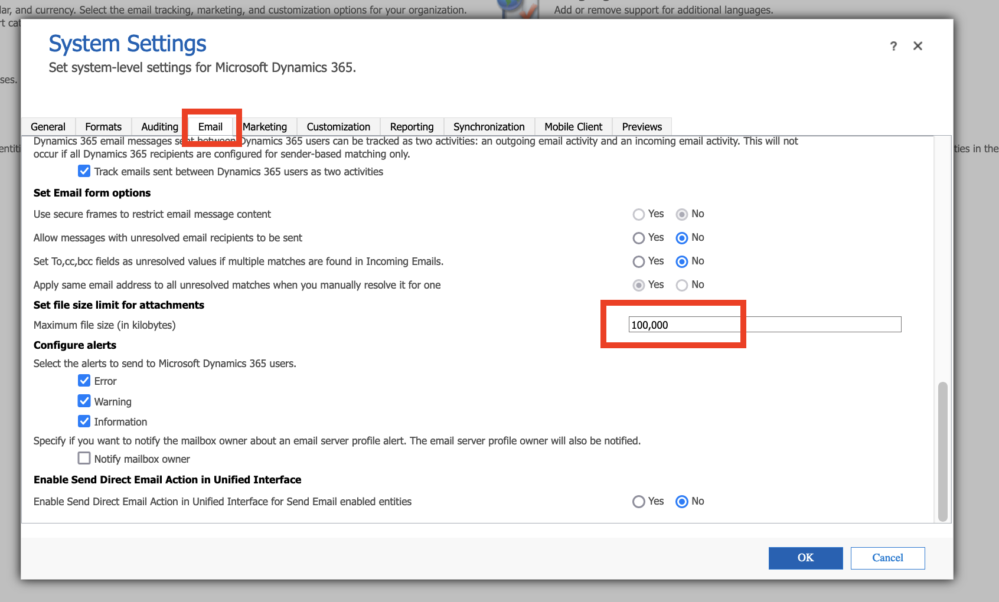 lar, and currency. Select the email tracking, marketing, and customization options for your organization.
Add or remove support for additional languages.
rt cat
System Settings
? ×
Set system-level settings for Microsoft Dynamics 365.
ses.
General Formats Auditing Email Marketing Customization Reporting Synchronization Mobile Client Previews
Dynamics 365 email messages sent between Dynamics 365 users can be tracked as two activities: an outgoing email activity and an incoming email activity. This will not
entiti
ties in the
occur if all Dynamics 365 recipients are configured for sender-based matching only.
Track emails sent between Dynamics 365 users as two activities
Set Email form options
Use secure frames to restrict email message content Yes No
Allow messages with unresolved email recipients to be sent Yes No
Set To,cc,bcc fields as unresolved values if multiple matches are found in Incoming Emails. Yes No
Apply same email address to all unresolved matches when you manually resolve it for one Yes No
Set file size limit for attachments
Maximum file size (in kilobytes) 100,000
Configure alerts
Select the alerts to send to Microsoft Dynamics 365 users.
Error
Warning
Information
Specify if you want to notify the mailbox owner about an email server profile alert. The email server profile owner will also be notified.
Notify mailbox owner
Enable Send Direct Email Action in Unified Interface
Enable Send Direct Email Action in Unified Interface for Send Email enabled entities Yes No
OK Cancel